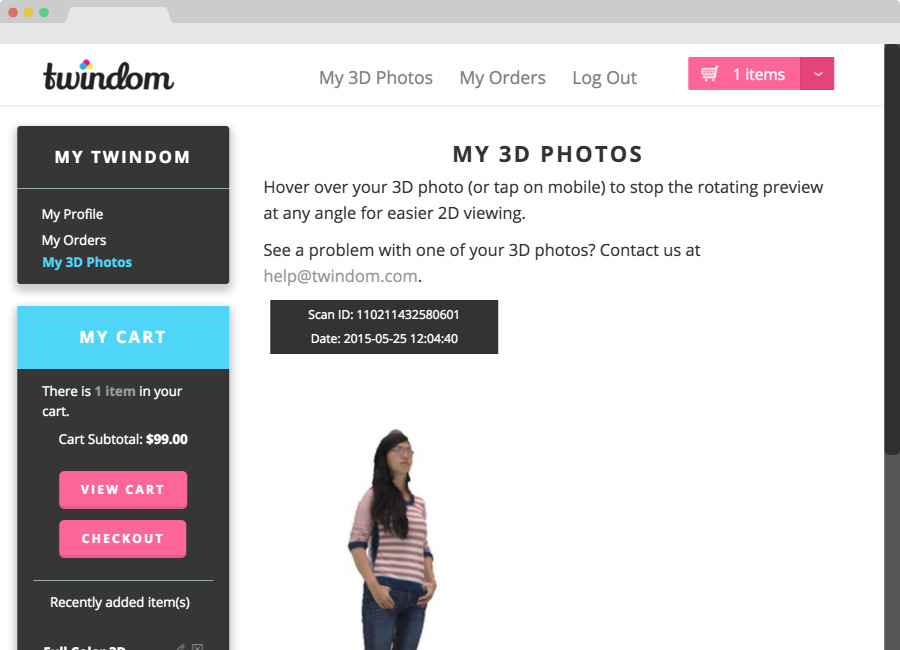 twindom
My 3D Photos
My Orders
Log Out
1 items
MY TWINDOM
My Profile
My Orders
My 3D Photos
MY CART
There is 1 item in your
cart.
Cart Subtotal: $99.00
VIEW CART
CHECKOUT
Recently added item(s)
Full Color 3D
MY 3D PHOTOS
Hover over your 3D photo (or tap on mobile) to stop the rotating preview
at any angle for easier 2D viewing.
See a problem with one of your 3D photos? Contact us at
help@twindom.com.
Scan ID: 110211432580601
Date: 2015-05-25 12:04:40